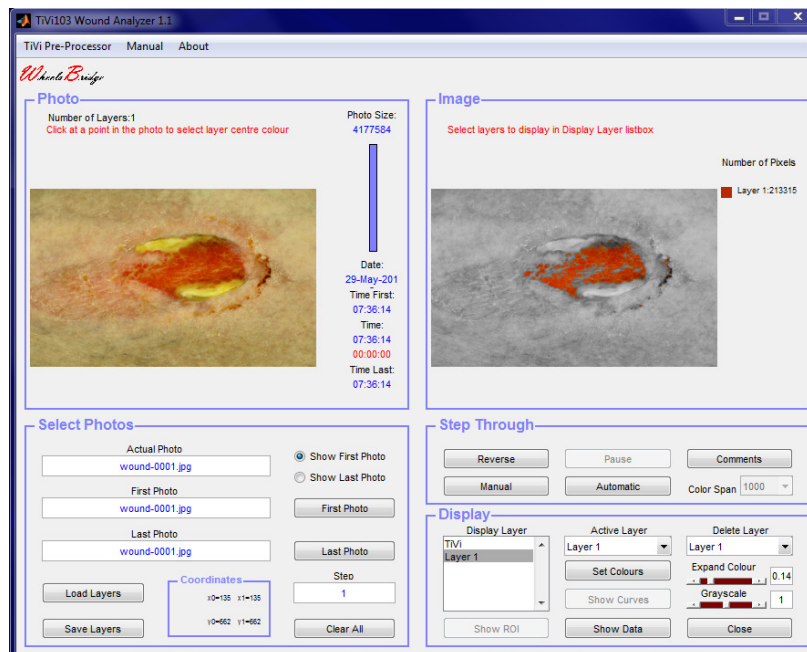 TiVi103 Wound Analyzer 1.1
TiVi Pre-Processor Manual About
Wheels Bridge
Photo
Number of Layers:1
Click at a point in the photo to select layer centre colour
Photo Size:
4177584
Date:
29-May-201
Time First:
07:36:14
Time:
07:36:14
00:00:00
Time Last:
07:36:14
Image
Select layers to display in Display Layer listbox
Number of Pixels
Layer 1:213315
Select Photos
Actual Photo
wound-0001.jpg
First Photo
wound-0001.jpg
Last Photo
wound-0001.jpg
Show First Photo
Show Last Photo
First Photo
Last Photo
Step
1
Load Layers
Save Layers
Coordinates
x0=135 x1=135
y0=662 y1=662
Clear All
Step Through
Reverse Pause Comments
Manual Automatic Color Span 1000
Display
Display Layer
TiVi
Layer 1
Show ROI
Active Layer
Layer 1
Set Colours
Show Curves
Show Data
Delete Layer
Layer 1
Expand Colour
0.14
Grayscale
1
Close